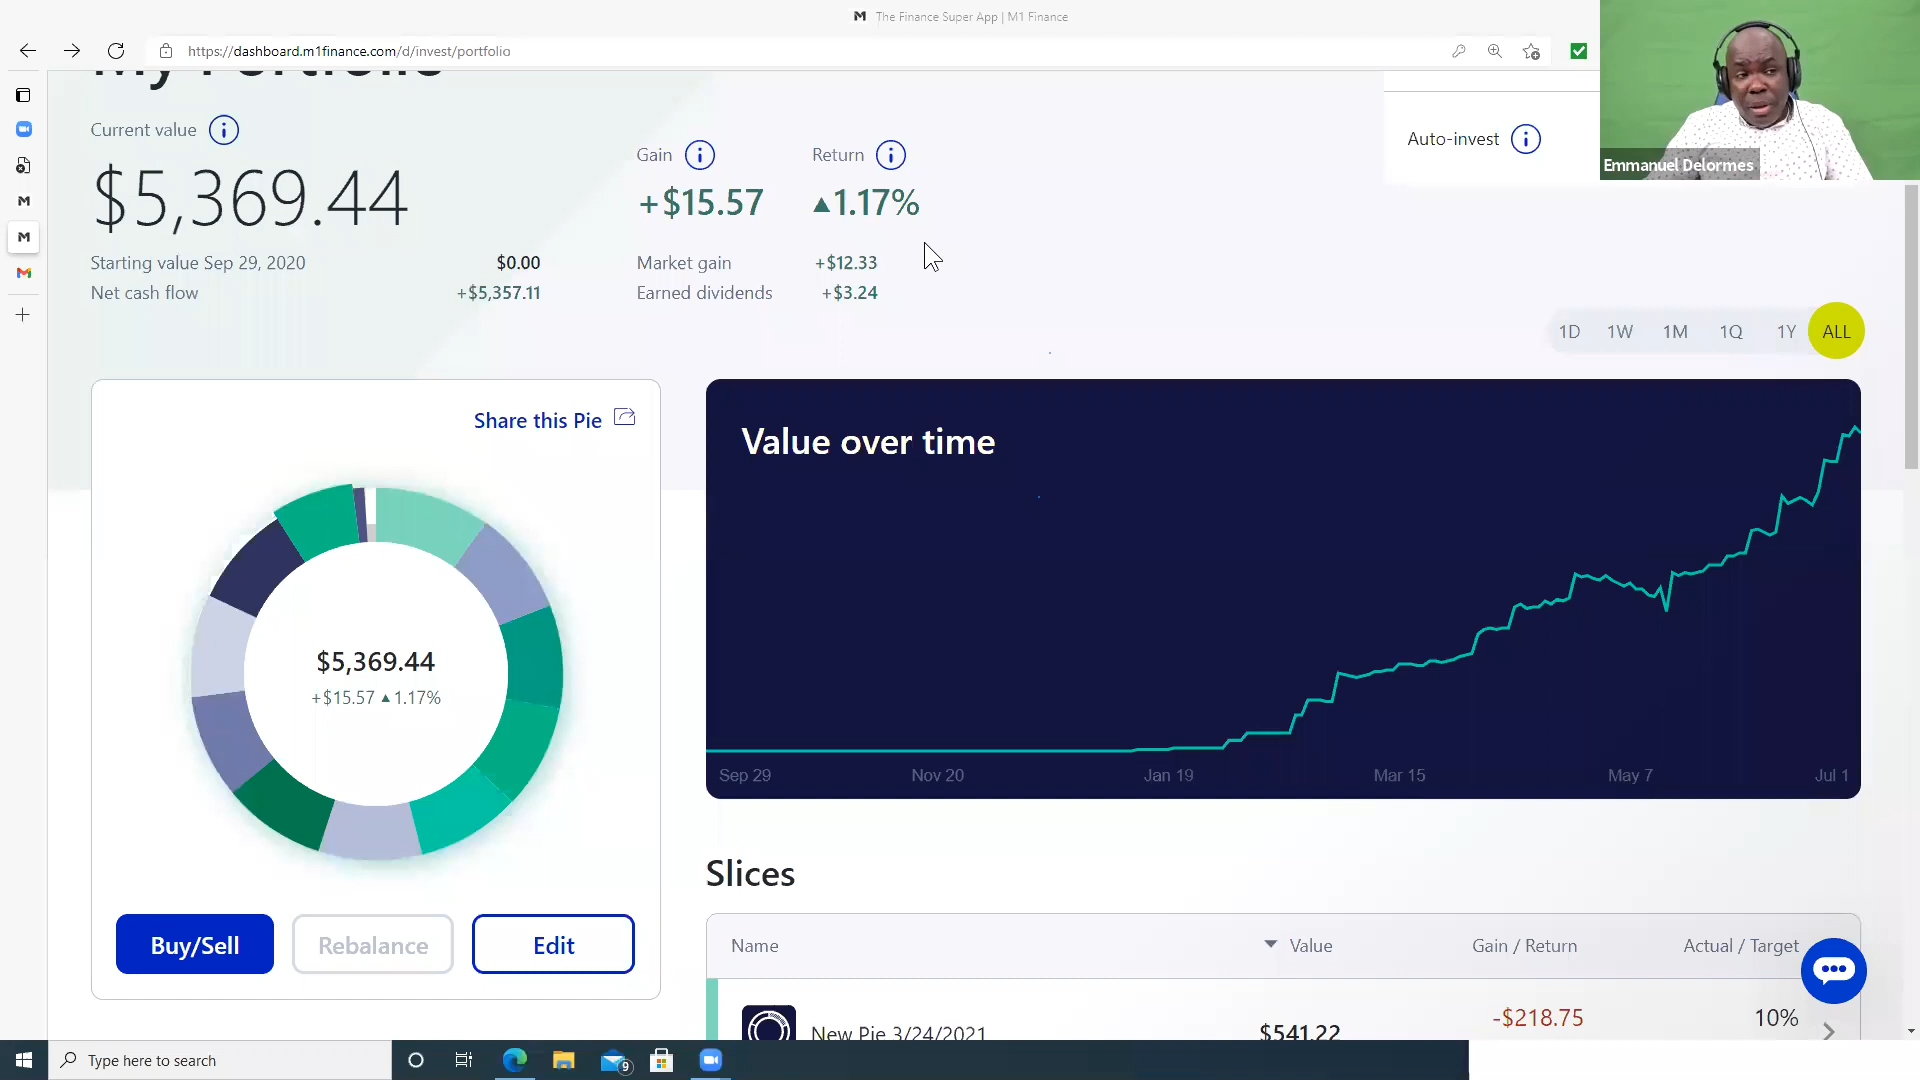 The Finance Super App | M1 Finance
https://dashboard.m1finance.com/d/invest/portfolio
My Portfolio
Current value
$5,369.44
Starting value Sep 29, 2020 $0.00
Net cash flow +$5,357.11
Gain Return
+$15.57 ▲1.17%
Market gain +$12.33
Earned dividends +$3.24
Auto-invest
Emmanuel Delormes
1D 1W 1M 1Q 1Y ALL
Share this Pie
$5,369.44
+$15.57 ▲1.17%
Buy/Sell Rebalance Edit
Value over time
Sep 29 Nov 20 Jan 19 Mar 15 May 7 Jul 1
Slices
Name Value Gain / Return Actual / Target
New Pie 3/24/2021 $541.22 -$218.75 10%
Type here to search
9